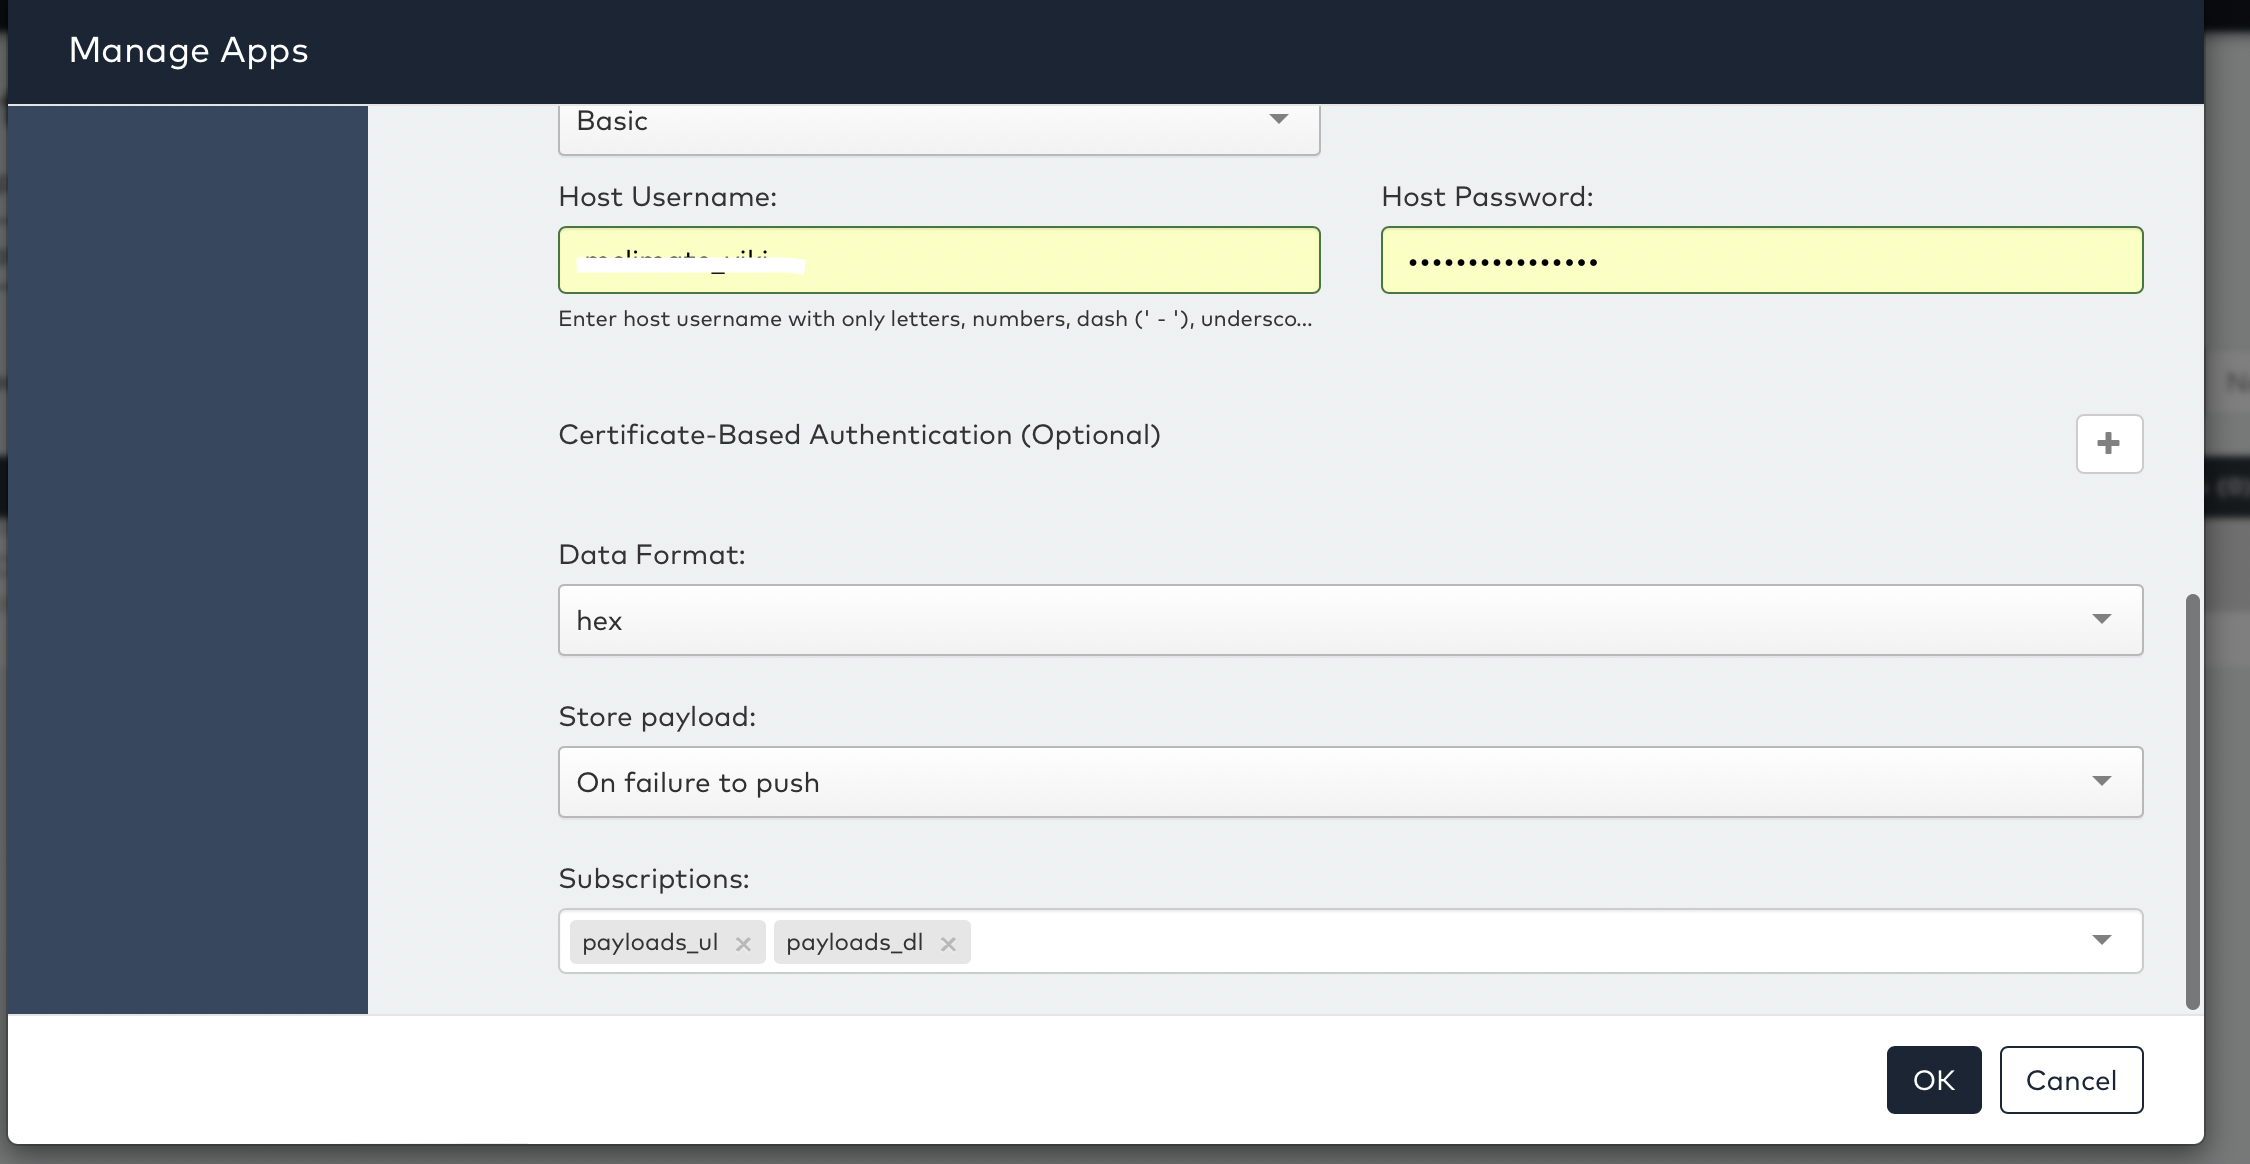 Manage Apps
Basic
Host Username:
Host Password:
••••••••••••••••
Enter host username with only letters, numbers, dash (' - '), undersco...
Certificate-Based Authentication (Optional)
Data Format:
hex
Store payload:
On failure to push
Subscriptions:
payloads_ul × payloads_dl ×
OK
Cancel